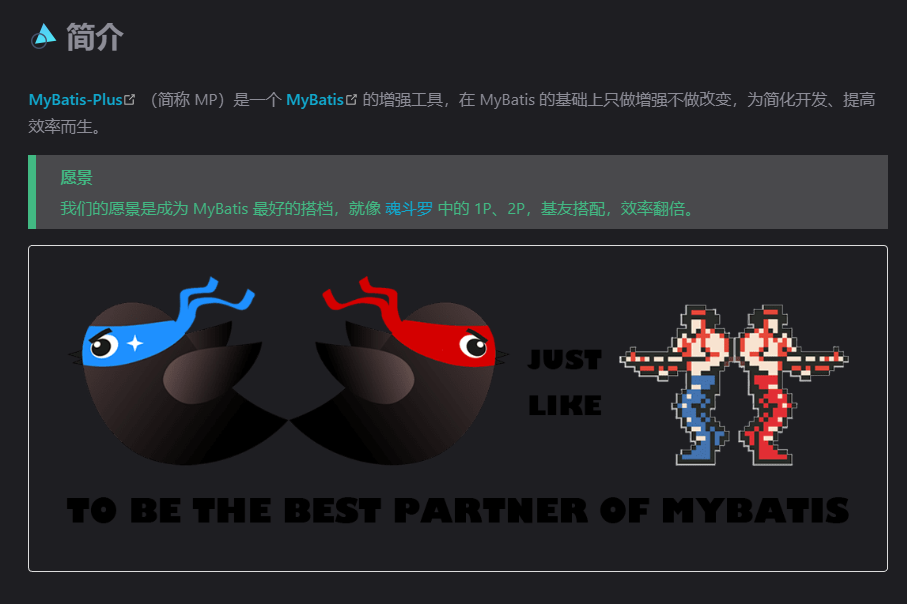 简介
MyBatis-Plus （简称 MP）是一个 MyBatis 的增强工具，在 MyBatis 的基础上只做增强不做改变，为简化开发、提高
效率而生。
愿景
我们的愿景是成为 MyBatis 最好的搭档，就像 魂斗罗 中的 1P、2P，基友搭配，效率翻倍。
JUST
LIKE
TO BE THE BEST PARTNER OF MYBATIS